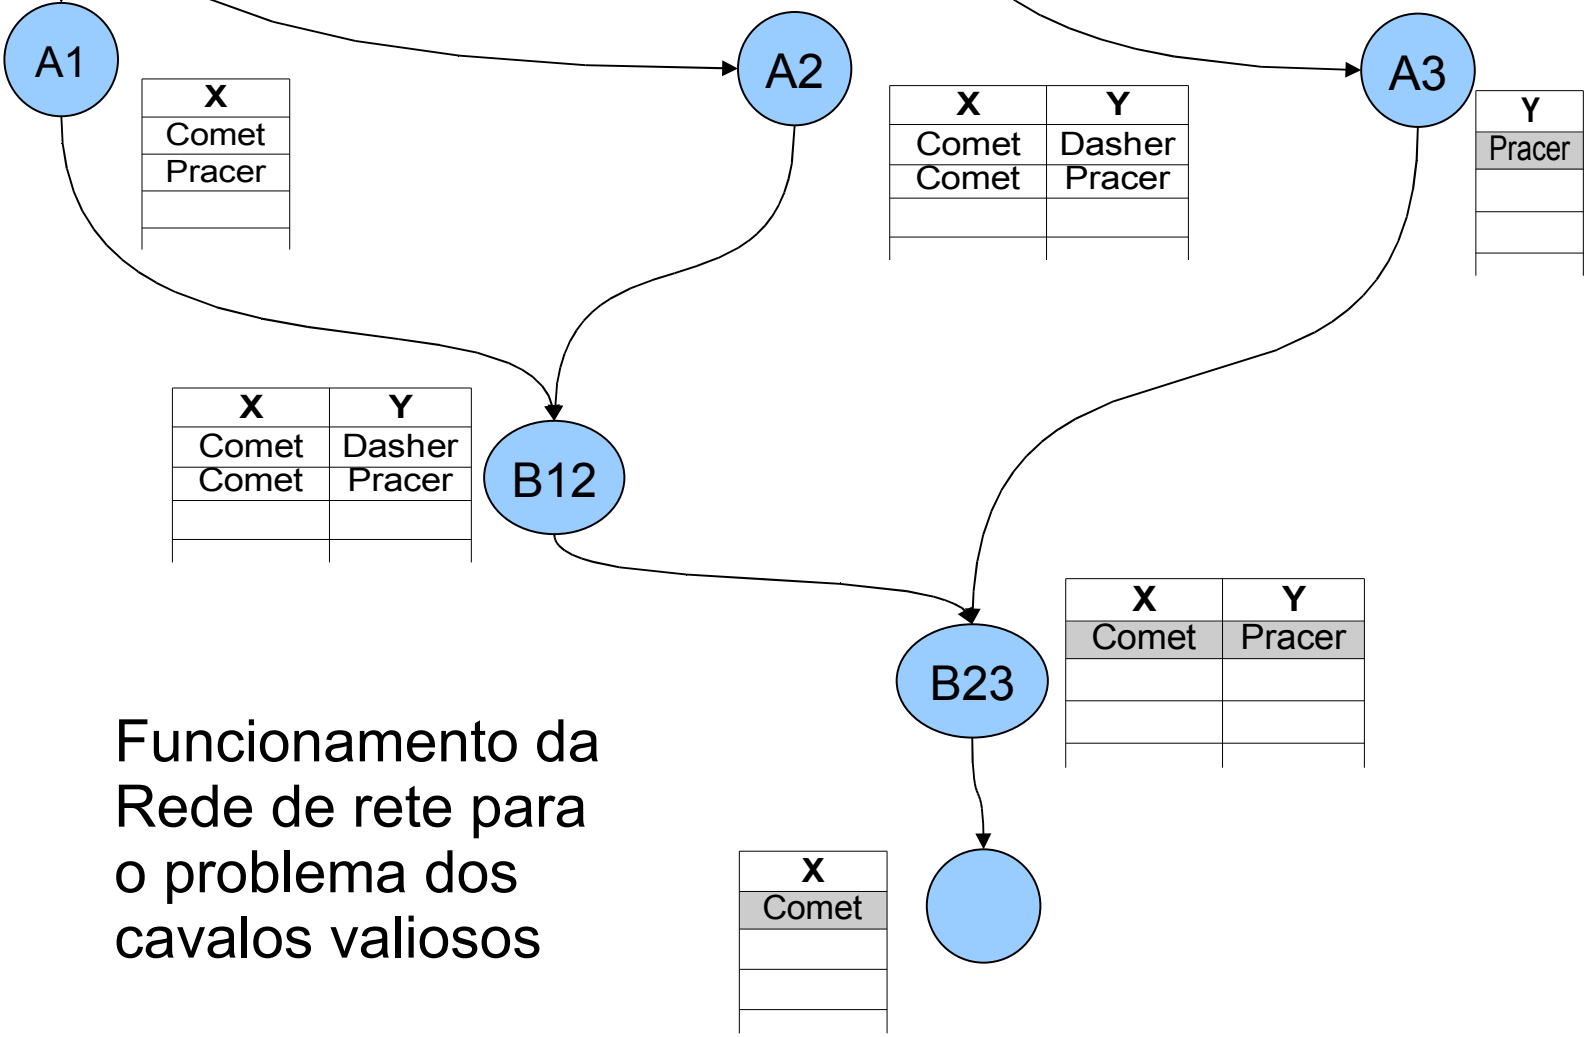 A1
A2
A3
X
Comet
Pracer
X Y
Comet Dasher
Comet Pracer
Y
Pracer
X Y
Comet Dasher
Comet Pracer
B12
X Y
Comet Pracer
B23
Funcionamento da
Rede de rete para
o problema dos
cavalos valiosos
X
Comet